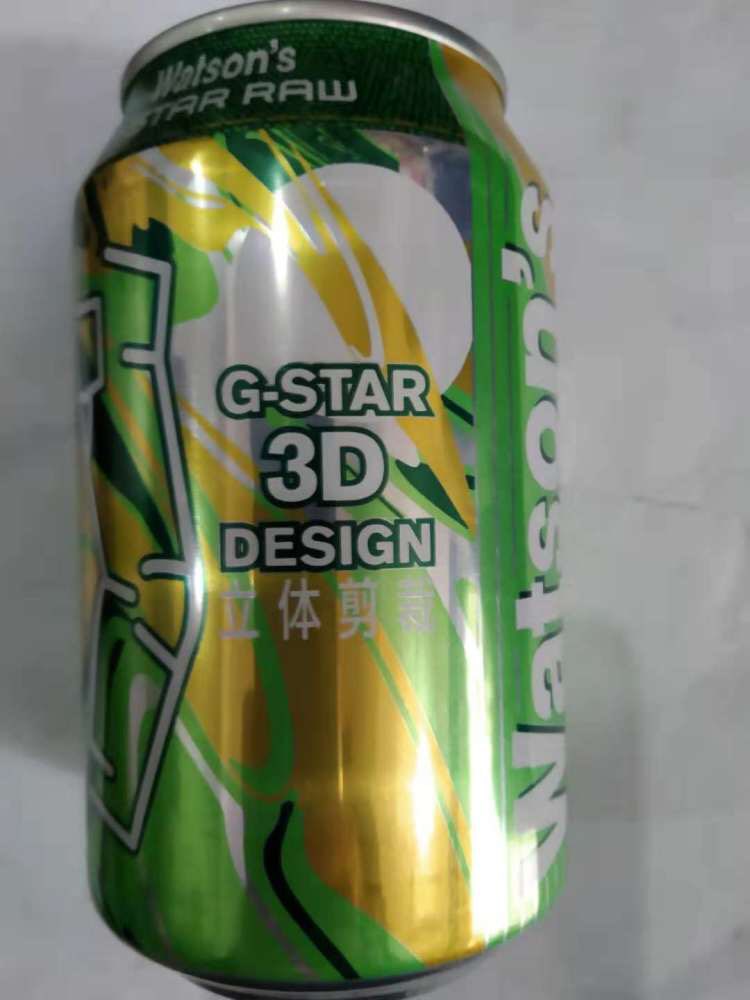 Watson's
STAR RAW
G-STAR
3D
DESIGN
立体剪裁
Watson's